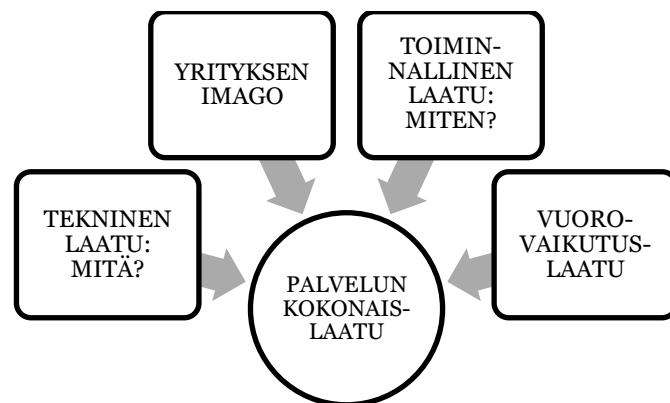 TEKNINEN
LAATU:
MITÄ?
YRITYKSEN
IMAGO
TOIMIN-
NALLINEN
LAATU:
MITEN?
VUORO-
VAIKUTUS-
LAATU
PALVELUN
KOKONAIS-
LAATU